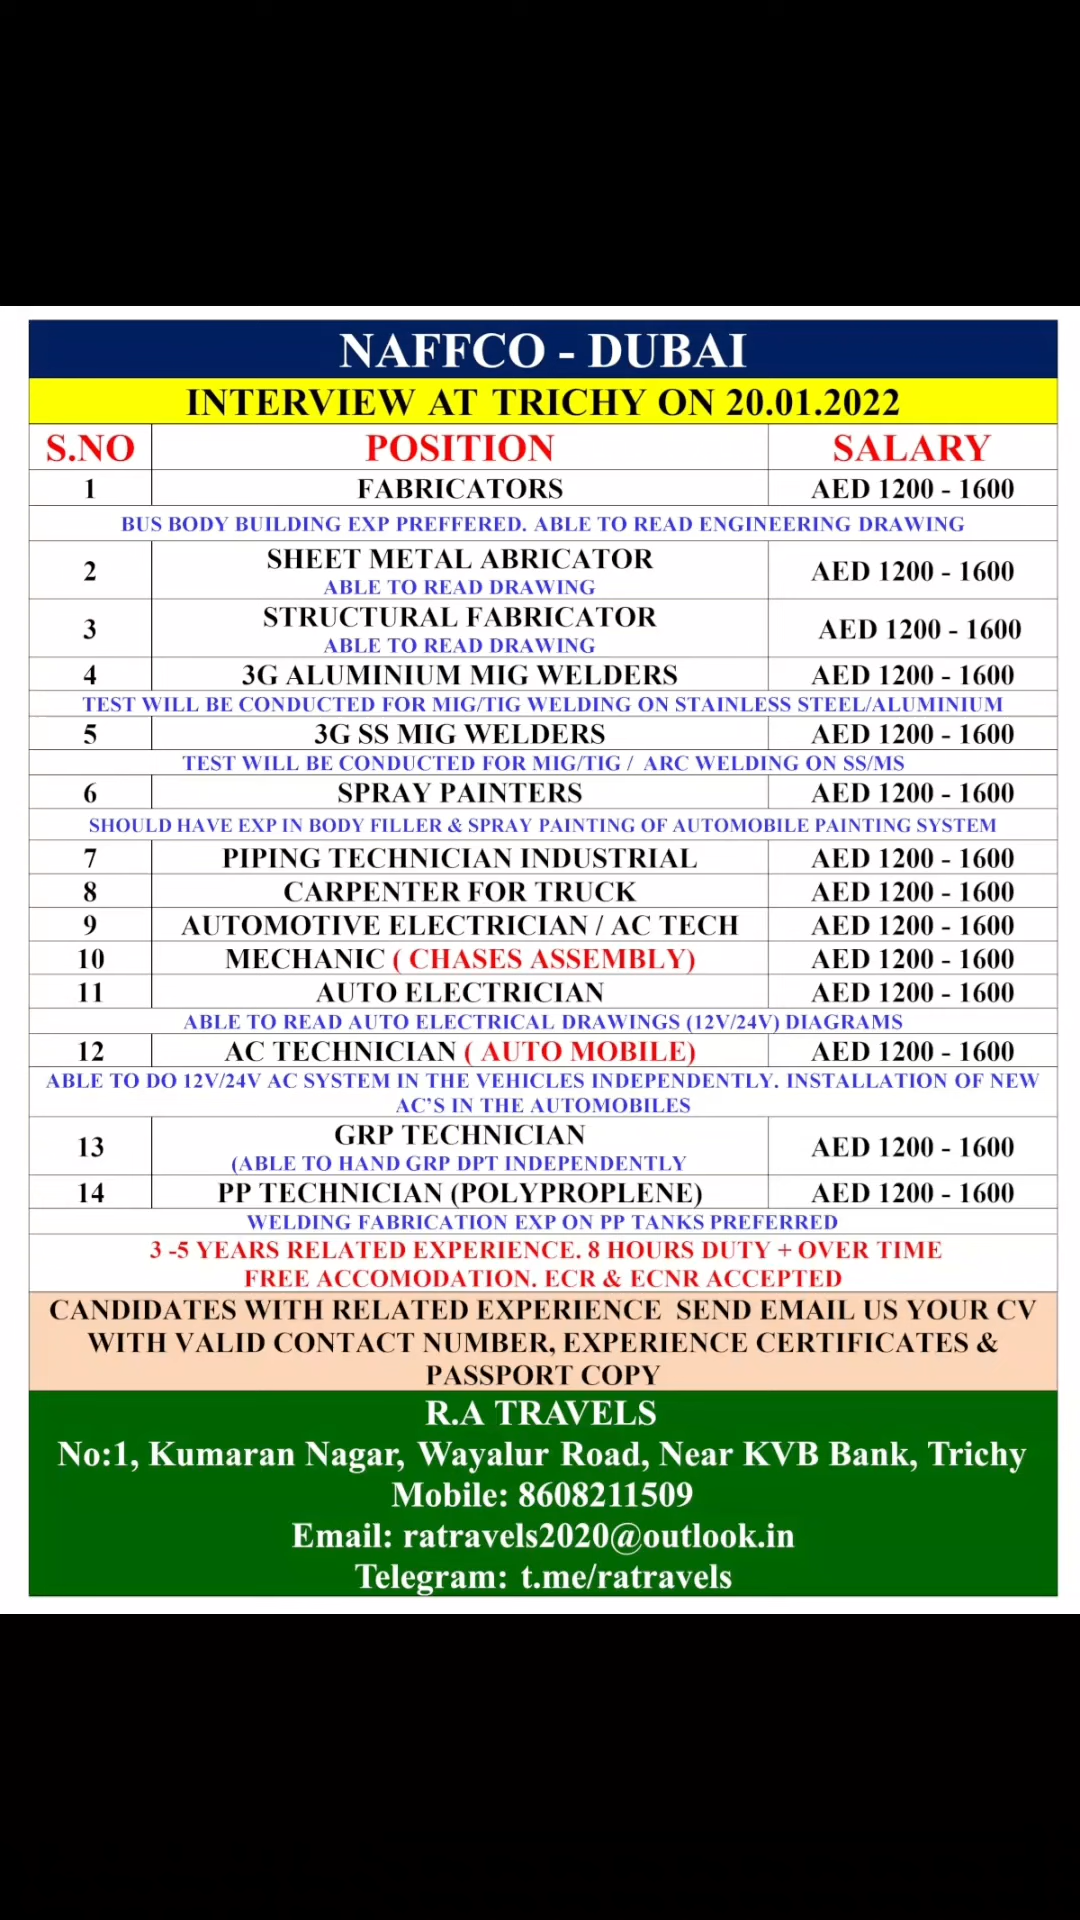 NAFFCO - DUBAI
INTERVIEW AT TRICHY ON 20.01.2022
S.NO POSITION SALARY
1 FABRICATORS AED 1200 - 1600
BUS BODY BUILDING EXP PREFFERED. ABLE TO READ ENGINEERING DRAWING
2 SHEET METAL ABRICATOR AED 1200 - 1600
ABLE TO READ DRAWING
3 STRUCTURAL FABRICATOR AED 1200 - 1600
ABLE TO READ DRAWING
4 3G ALUMINIUM MIG WELDERS AED 1200 - 1600
TEST WILL BE CONDUCTED FOR MIG/TIG WELDING ON STAINLESS STEEL/ALUMINIUM
5 3G SS MIG WELDERS AED 1200 - 1600
TEST WILL BE CONDUCTED FOR MIG/TIG / ARC WELDING ON SS/MS
6 SPRAY PAINTERS AED 1200 - 1600
SHOULD HAVE EXP IN BODY FILLER & SPRAY PAINTING OF AUTOMOBILE PAINTING SYSTEM
7 PIPING TECHNICIAN INDUSTRIAL AED 1200 - 1600
8 CARPENTER FOR TRUCK AED 1200 - 1600
9 AUTOMOTIVE ELECTRICIAN / AC TECH AED 1200 - 1600
10 MECHANIC ( CHASES ASSEMBLY) AED 1200 - 1600
11 AUTO ELECTRICIAN AED 1200 - 1600
ABLE TO READ AUTO ELECTRICAL DRAWINGS (12V/24V) DIAGRAMS
12 AC TECHNICIAN ( AUTO MOBILE) AED 1200 - 1600
ABLE TO DO 12V/24V AC SYSTEM IN THE VEHICLES INDEPENDENTLY. INSTALLATION OF NEW
AC'S IN THE AUTOMOBILES
13 GRP TECHNICIAN AED 1200 - 1600
(ABLE TO HAND GRP DPT INDEPENDENTLY
14 PP TECHNICIAN (POLYPROPLENE) AED 1200 - 1600
WELDING FABRICATION EXP ON PP TANKS PREFERRED
3 -5 YEARS RELATED EXPERIENCE. 8 HOURS DUTY + OVER TIME
FREE ACCOMODATION. ECR & ECNR ACCEPTED
CANDIDATES WITH RELATED EXPERIENCE SEND EMAIL US YOUR CV
WITH VALID CONTACT NUMBER, EXPERIENCE CERTIFICATES &
PASSPORT COPY
R.A TRAVELS
No:1, Kumaran Nagar, Wayalur Road, Near KVB Bank, Trichy
Mobile: 8608211509
Email: ratravels2020@outlook.in
Telegram: t.me/ratravels